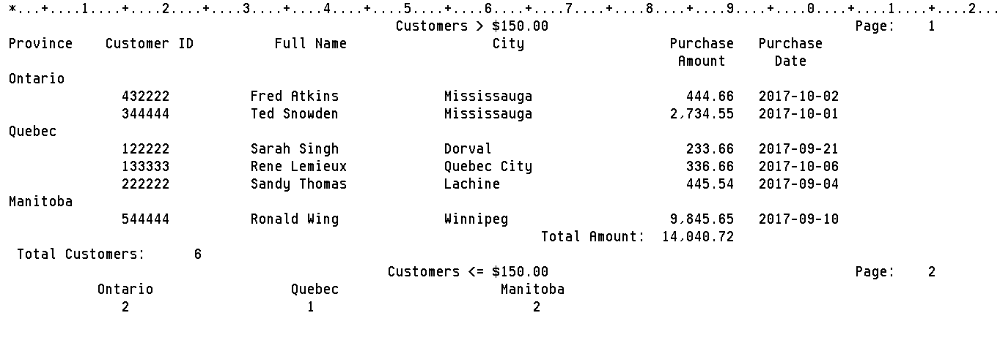 *...+....1....+....2....+....3....+....4....+....5....+....6....+....7....+....8....+....9....+....0....+....1....+....2...
Customers > $150.00 Page: 1
Province Customer ID Full Name City Purchase Purchase
Amount Date
Ontario
432222 Fred Atkins Mississauga 444.66 2017-10-02
344444 Ted Snowden Mississauga 2,734.55 2017-10-01
Quebec
122222 Sarah Singh Dorval 233.66 2017-09-21
133333 Rene Lemieux Quebec City 336.66 2017-10-06
222222 Sandy Thomas Lachine 445.54 2017-09-04
Manitoba
544444 Ronald Wing Winnipeg 9,845.65 2017-09-10
Total Amount: 14,040.72
Total Customers: 6
Customers <= $150.00 Page: 2
Ontario Quebec Manitoba
2 1 2